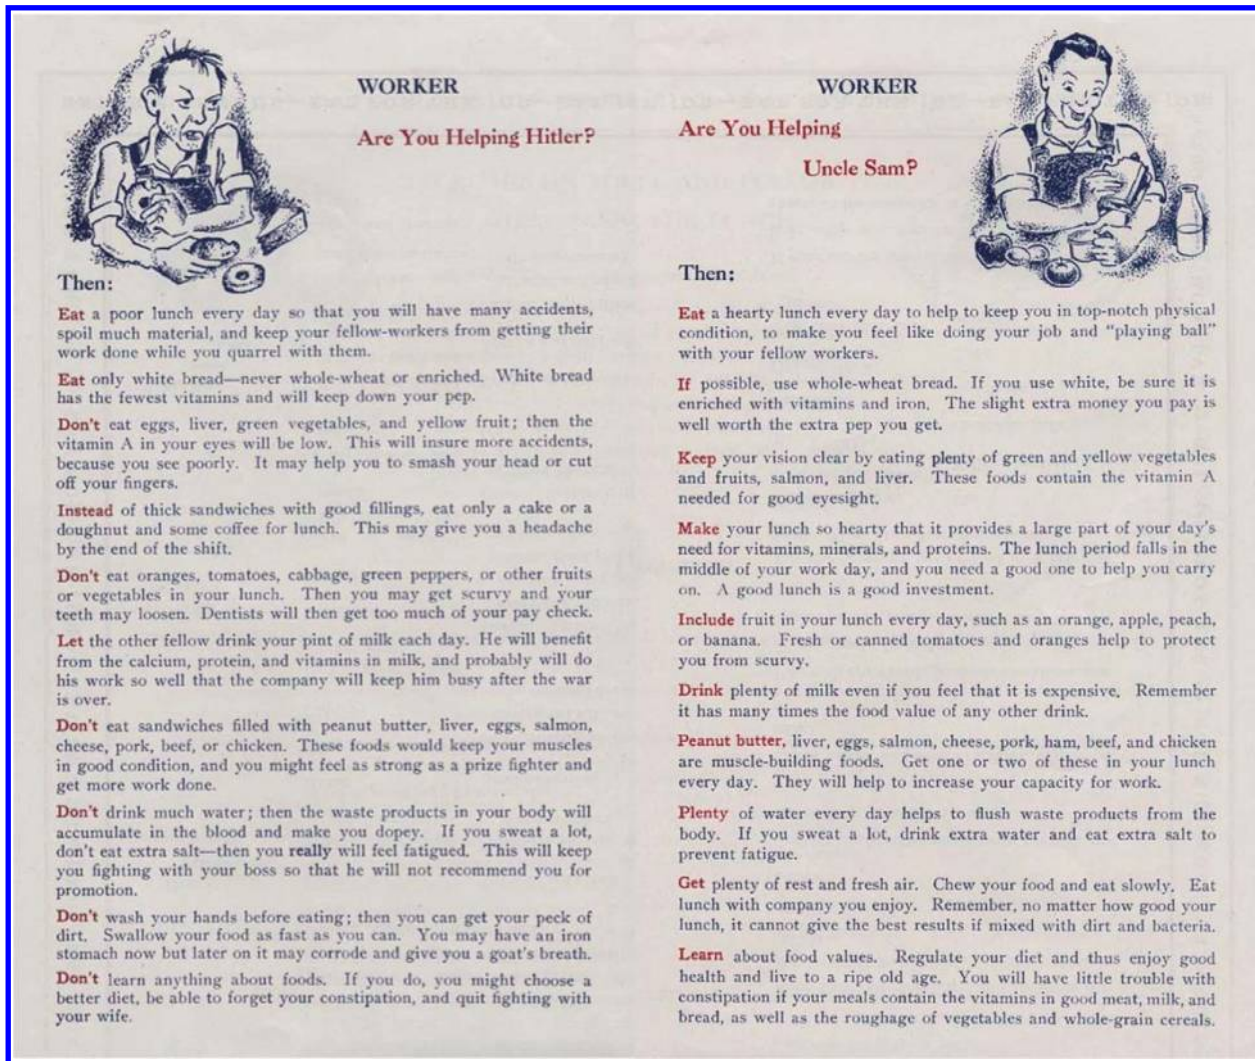 WORKER
Are You Helping Hitler?
Then:
Eat a poor lunch every day so that you will have many accidents,
spoil much material, and keep your fellow-workers from getting their
work done while you quarrel with them.
Eat only white bread—never whole-wheat or enriched. White bread
has the fewest vitamins and will keep down your pep.
Don't eat eggs, liver, green vegetables, and yellow fruit; then the
vitamin A in your eyes will be low. This will insure more accidents,
because you see poorly. It may help you to smash your head or cut
off your fingers.
Instead of thick sandwiches with good fillings, eat only a cake or a
doughnut and some coffee for lunch. This may give you a headache
by the end of the shift.
Don't eat oranges, tomatoes, cabbage, green peppers, or other fruits
or vegetables in your lunch. Then you may get scurvy and your
teeth may loosen. Dentists will then get too much of your pay check.
Let the other fellow drink your pint of milk each day. He will benefit
from the calcium, protein, and vitamins in milk, and probably will do
his work so well that the company will keep him busy after the war
is over.
Don't eat sandwiches filled with peanut butter, liver, eggs, salmon,
cheese, pork, beef, or chicken. These foods would keep your muscles
in good condition, and you might feel as strong as a prize fighter and
get more work done.
Don't drink much water; then the waste products in your body will
accumulate in the blood and make you dopey. If you sweat a lot,
don't eat extra salt—then you really will feel fatigued. This will keep
you fighting with your boss so that he will not recommend you for
promotion.
Don't wash your hands before eating; then you can get your peck of
dirt. Swallow your food as fast as you can. You may have an iron
stomach now but later on it may corrode and give you a goat's breath.
Don't learn anything about foods. If you do, you might choose a
better diet, be able to forget your constipation, and quit fighting with
your wife.
WORKER
Are You Helping
Uncle Sam?
Then:
Eat a hearty lunch every day to help to keep you in top-notch physical
condition, to make you feel like doing your job and "playing ball"
with your fellow workers.
If possible, use whole-wheat bread. If you use white, be sure it is
enriched with vitamins and iron. The slight extra money you pay is
well worth the extra pep you get.
Keep your vision clear by eating plenty of green and yellow vegetables
and fruits, salmon, and liver. These foods contain the vitamin A
needed for good eyesight.
Make your lunch so hearty that it provides a large part of your day's
need for vitamins, minerals, and proteins. The lunch period falls in the
middle of your work day, and you need a good one to help you carry
on. A good lunch is a good investment.
Include fruit in your lunch every day, such as an orange, apple, peach,
or banana. Fresh or canned tomatoes and oranges help to protect
you from scurvy.
Drink plenty of milk even if you feel that it is expensive. Remember
it has many times the food value of any other drink.
Peanut butter, liver, eggs, salmon, cheese, pork, ham, beef, and chicken
are muscle-building foods. Get one or two of these in your lunch
every day. They will help to increase your capacity for work.
Plenty of water every day helps to flush waste products from the
body. If you sweat a lot, drink extra water and eat extra salt to
prevent fatigue.
Get plenty of rest and fresh air. Chew your food and eat slowly. Eat
lunch with company you enjoy. Remember, no matter how good your
lunch, it cannot give the best results if mixed with dirt and bacteria.
Learn about food values. Regulate your diet and thus enjoy good
health and live to a ripe old age. You will have little trouble with
constipation if your meals contain the vitamins in good meat, milk, and
bread, as well as the roughage of vegetables and whole-grain cereals.